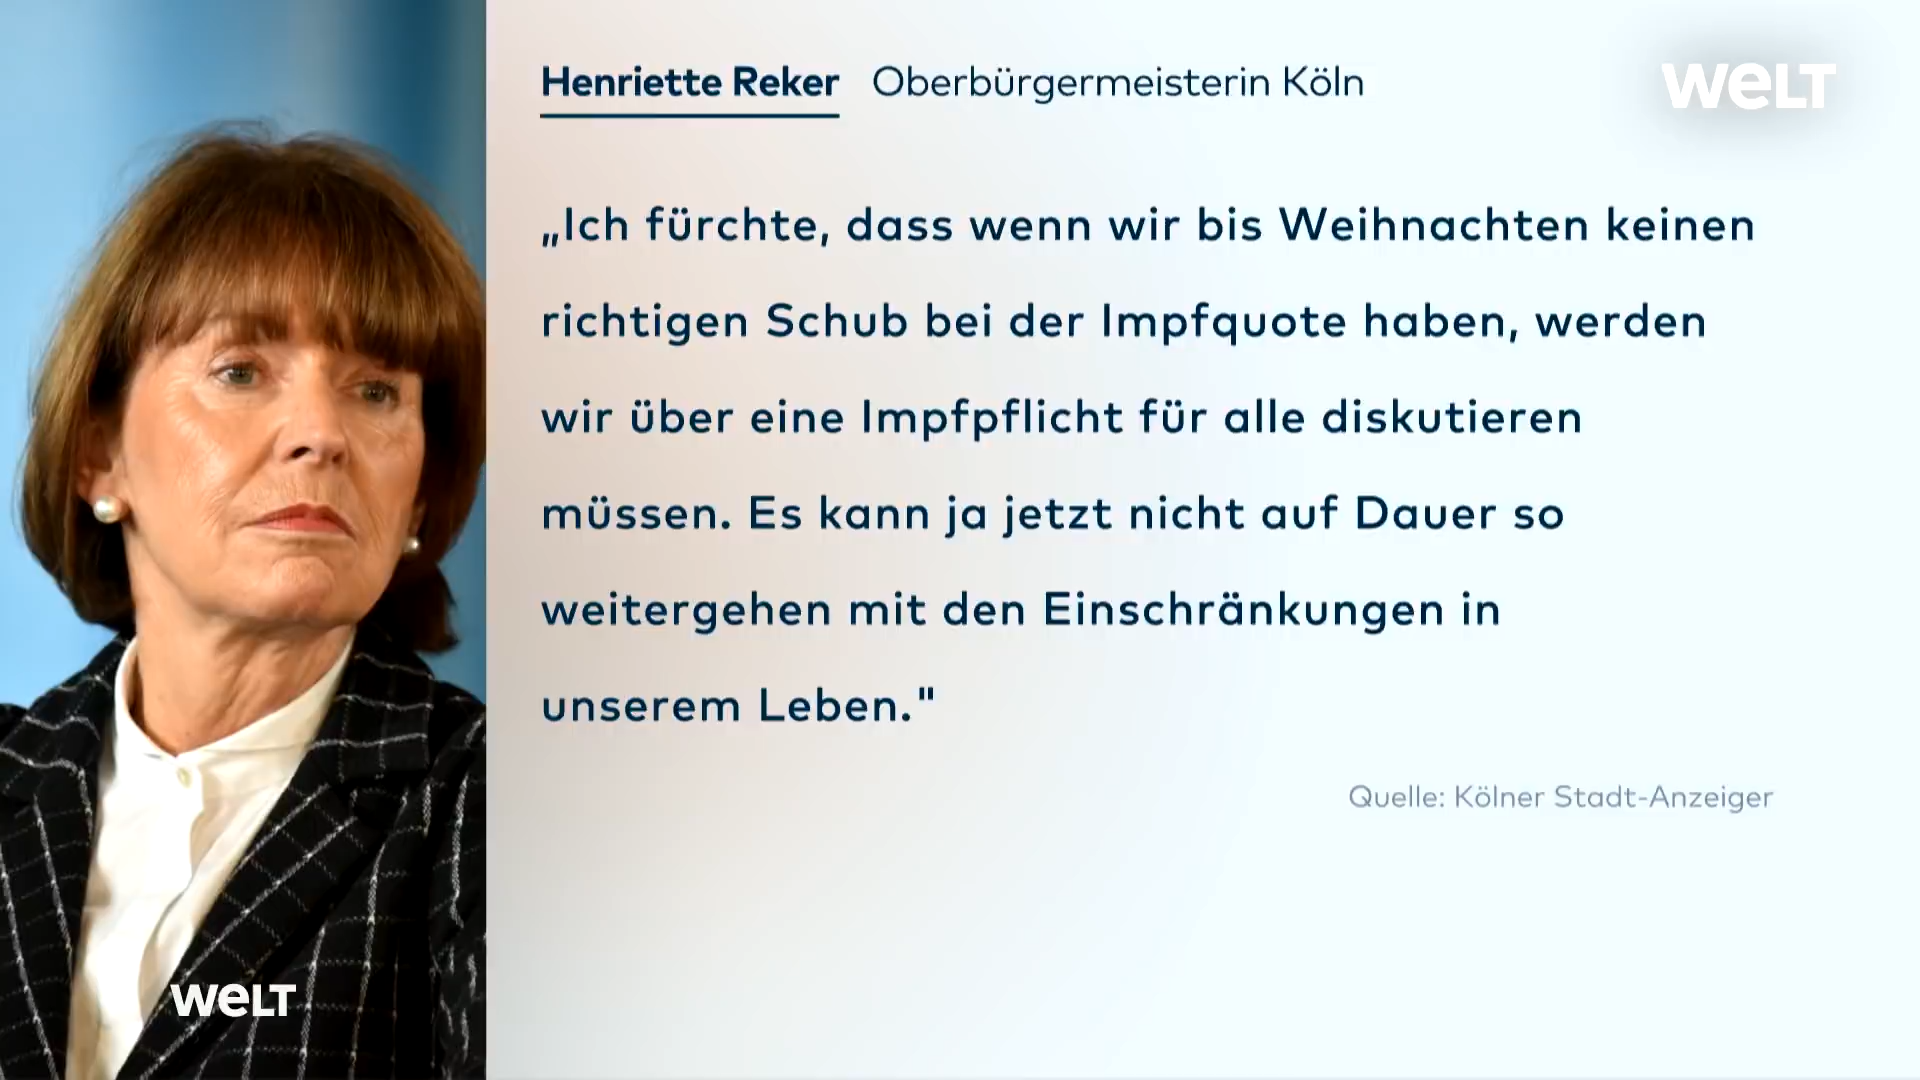 Henriette Reker Oberbürgermeisterin Köln
WELT
„Ich fürchte, dass wenn wir bis Weihnachten keinen
richtigen Schub bei der Impfquote haben, werden
wir über eine Impfpflicht für alle diskutieren
müssen. Es kann ja jetzt nicht auf Dauer so
weitergehen mit den Einschränkungen in
unserem Leben."
Quelle: Kölner Stadt-Anzeiger
WELT